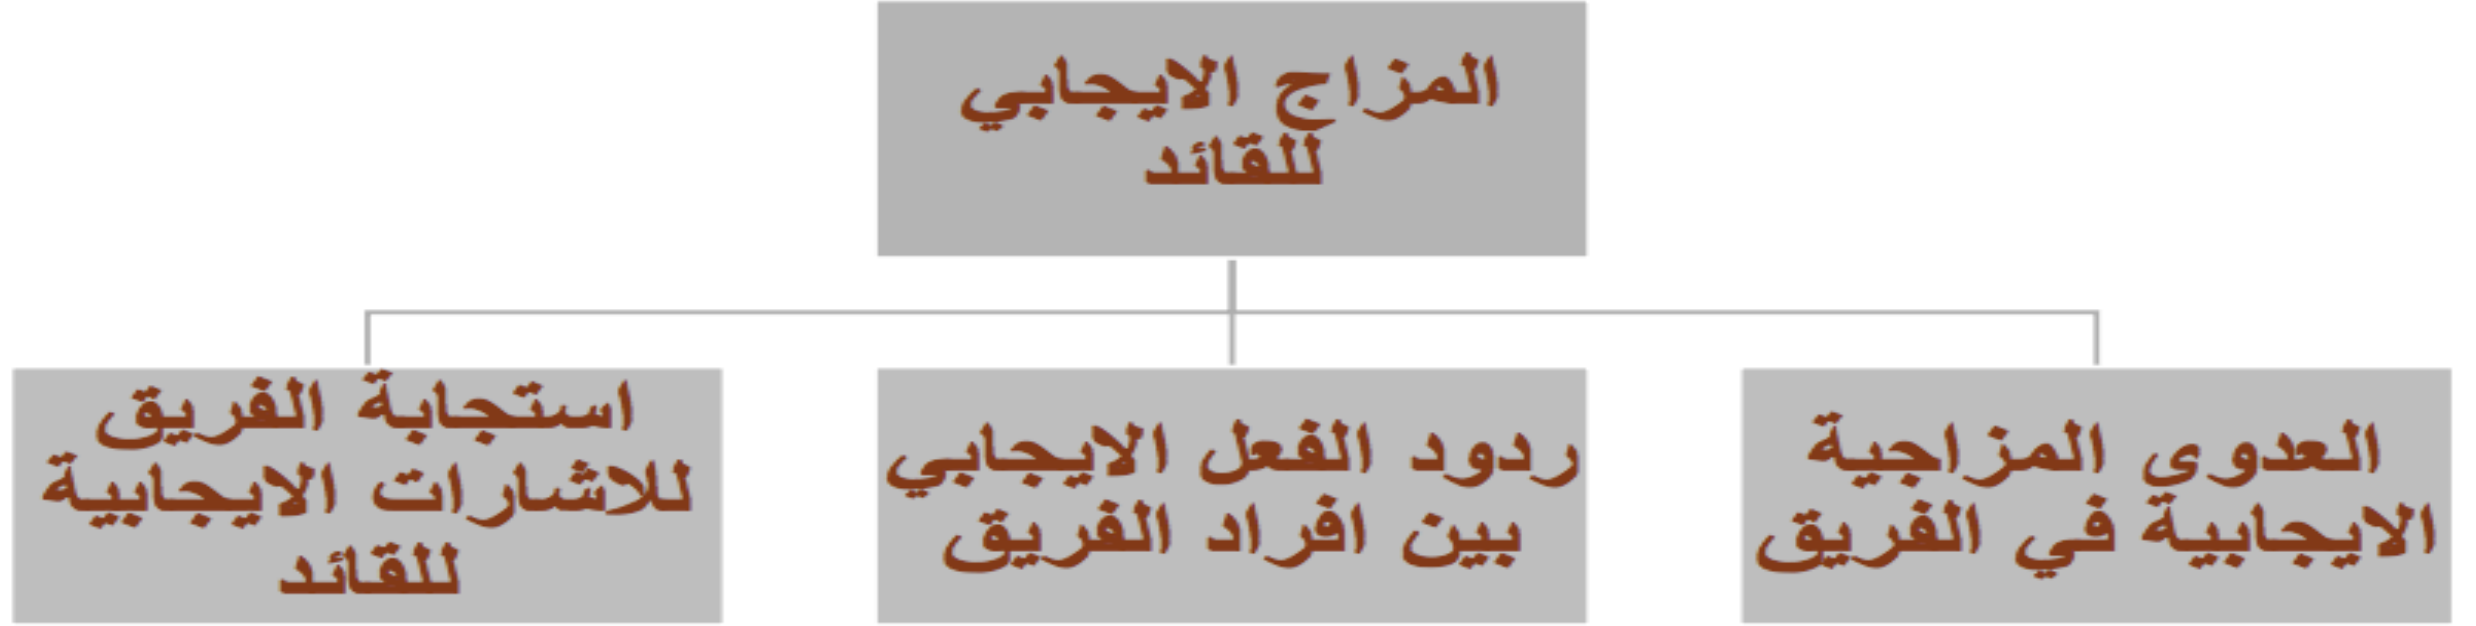 المزاج الايجابي
للقائد
العدوى المزاجية
الايجابية في الفريق
ردود الفعل الايجابي
بين افراد الفريق
استجابة الفريق
للاشارات الايجابية
للقائد